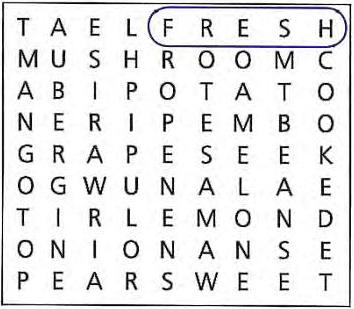 T A E L F R E S H
M U S H R O O M C
A B I P O T A T O
N E R I P E M B O
G R A P E S E E K
O G W U N A L A E
T I R L E M O N D
O N I O N A N S E
P E A R S W E E T